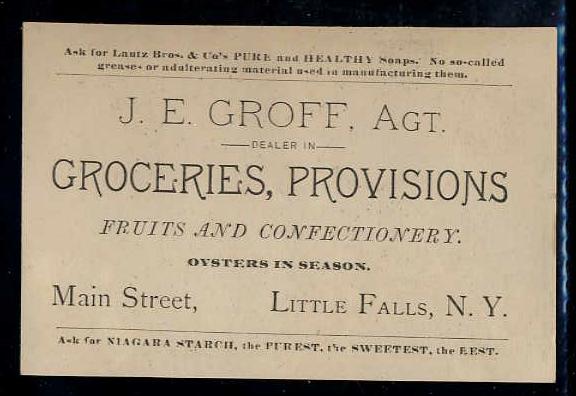 Ask for Lautz Bros. & Co's PURE and HEALTHY Soaps. No so-called
greases or adulterating material used in manufacturing them.
J. E. GROFF, AGT.
DEALER IN
GROCERIES, PROVISIONS
FRUITS AND CONFECTIONERY.
OYSTERS IN SEASON.
Main Street, LITTLE FALLS, N. Y.
Ask for NIAGARA STARCH, the PUREST, the SWEETEST, the BEST.